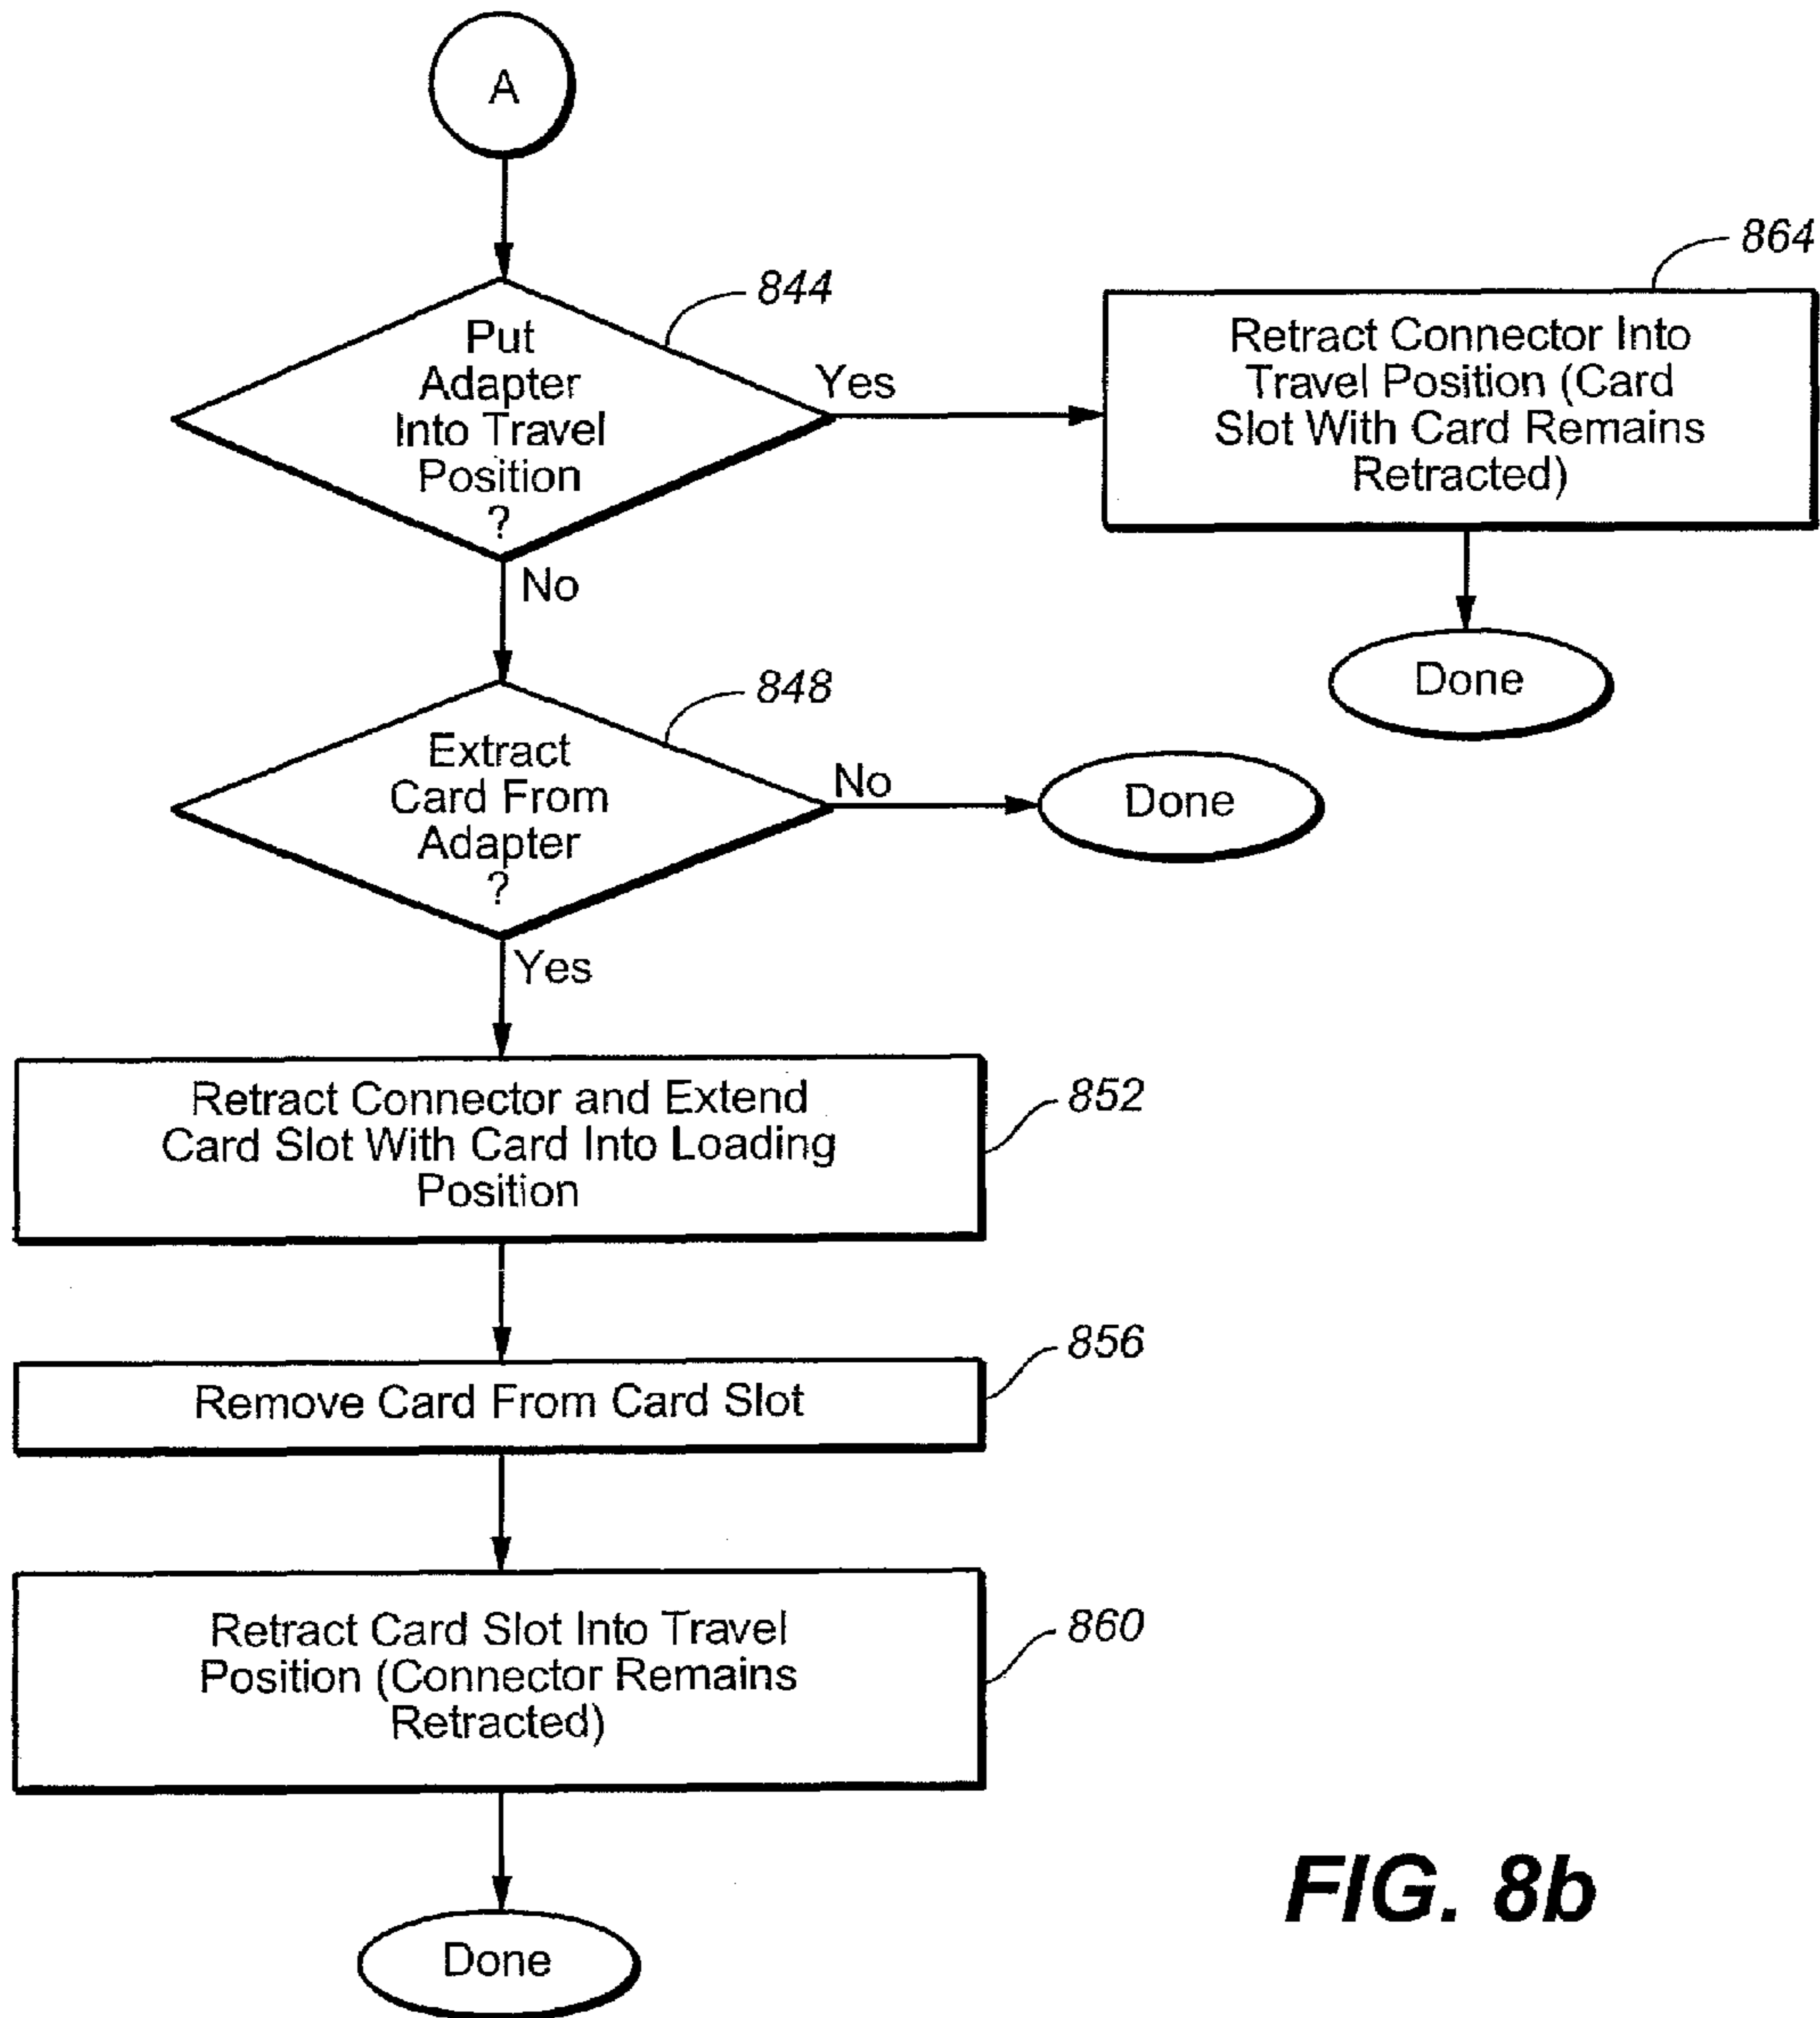 A
844
Put
Adapter
Into Travel
Position
?
Yes
864
Retract Connector Into
Travel Position (Card
Slot With Card Remains
Retracted)
Done
No
848
Extract
Card From
Adapter
?
No
Done
Yes
852
Retract Connector and Extend
Card Slot With Card Into Loading
Position
856
Remove Card From Card Slot
860
Retract Card Slot Into Travel
Position (Connector Remains
Retracted)
Done
FIG. 8b